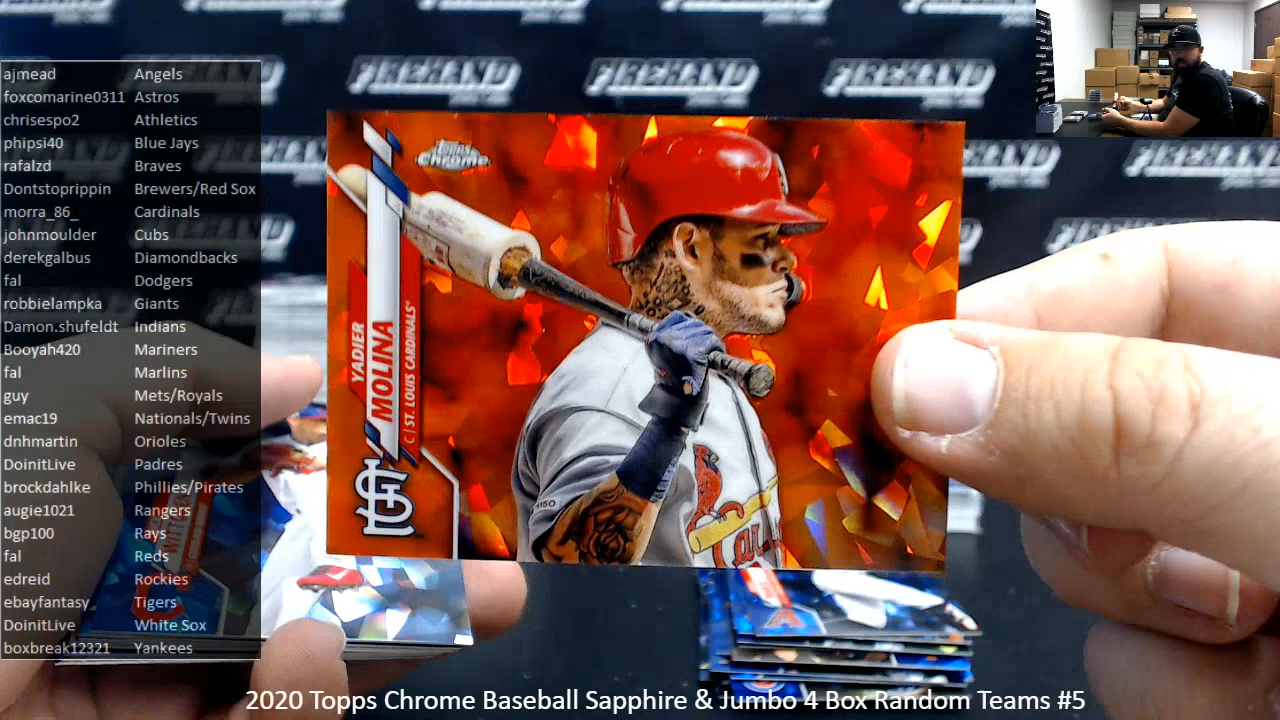 ajmead Angels
foxcomarine0311 Astros
chrisespo2 Athletics
phipsi40 Blue Jays
rafalzd Braves
Dontstoprippin Brewers/Red Sox
morra_86_ Cardinals
johnmoulder Cubs
derekgalbus Diamondbacks
fal Dodgers
robbielampka Giants
Damon.shufeldt Indians
Booyah420 Mariners
fal Marlins
guy Mets/Royals
emac19 Nationals/Twins
dnhmartin Orioles
DoinitLive Padres
brockdahlke Phillies/Pirates
augie1021 Rangers
bgp100 Rays
fal Reds
edreid Rockies
ebayfantasy Tigers
DoinitLive White Sox
boxbreak12321 Yankees
FIREHAND FIREHAND FIREHAND
Topps
Chrome
YADIER
MOLINA
C | ST. LOUIS CARDINALS
2020 Topps Chrome Baseball Sapphire & Jumbo 4 Box Random Teams #5